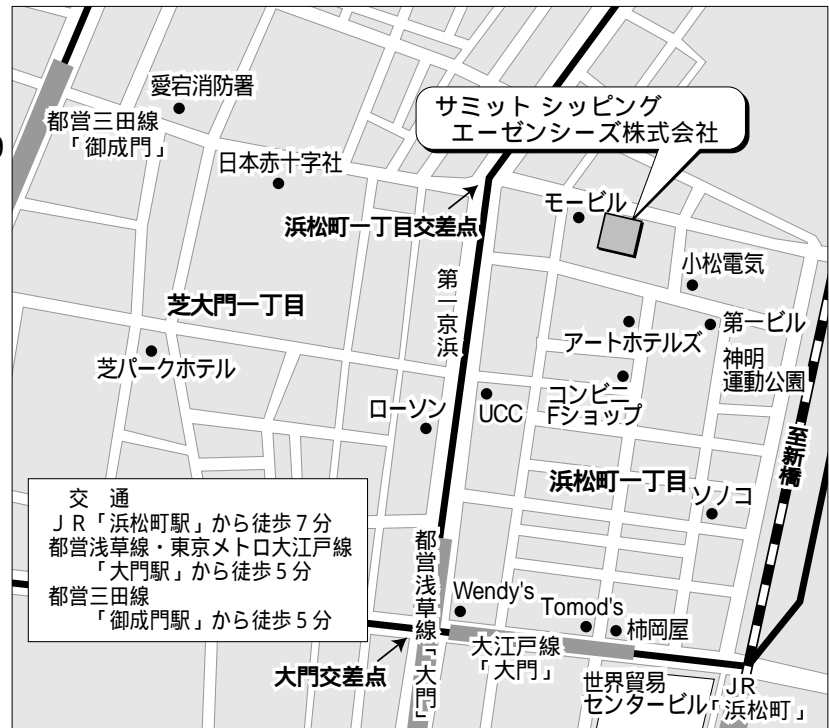 愛宕消防署
都営三田線
「御成門」
日本赤十字社
サミット シッピング
エーゼンシーズ株式会社
モービル
浜松町一丁目交差点
小松電気
第一京浜
芝大門一丁目
アートホテルズ
第一ビル
芝パークホテル
神明
運動公園
コンビニ
Fショップ
UCC
ローソン
至新橋
浜松町一丁目
ソノコ
交 通
JR「浜松町駅」から徒歩7分
都営浅草線・東京メトロ大江戸線
「大門駅」から徒歩5分
都営三田線
「御成門駅」から徒歩5分
都営浅草線「大門」
Wendy's
Tomod's
柿岡屋
大江戸線
「大門」
大門交差点
世界貿易
センタービル
JR
「浜松町」